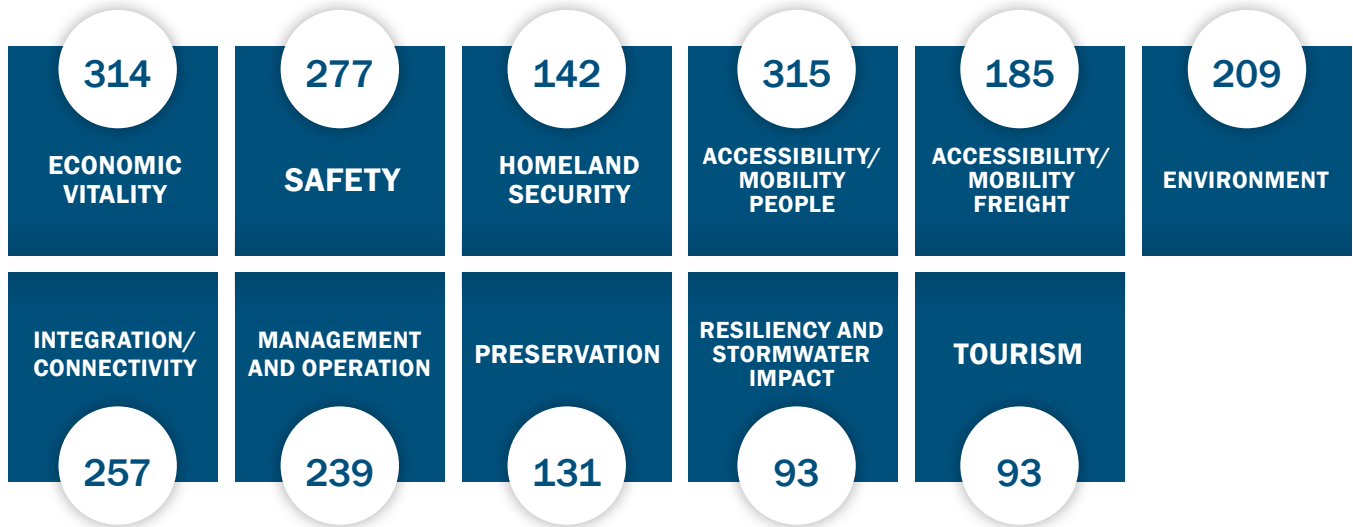 314
ECONOMIC
VITALITY
277
SAFETY
142
HOMELAND
SECURITY
315
ACCESSIBILITY/
MOBILITY
PEOPLE
185
ACCESSIBILITY/
MOBILITY
FREIGHT
209
ENVIRONMENT
INTEGRATION/
CONNECTIVITY
257
MANAGEMENT
AND OPERATION
239
PRESERVATION
131
RESILIENCY AND
STORMWATER
IMPACT
93
TOURISM
93